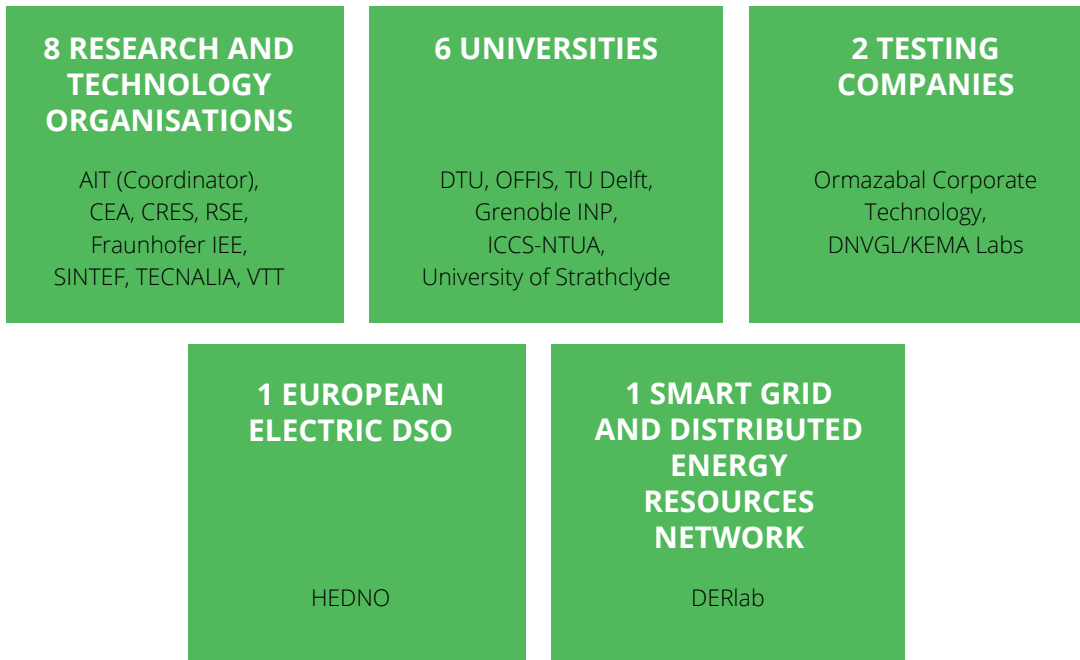 8 RESEARCH AND
TECHNOLOGY
ORGANISATIONS
AIT (Coordinator),
CEA, CRES, RSE,
Fraunhofer IEE,
SINTEF, TECNALIA, VTT
6 UNIVERSITIES
DTU, OFFIS, TU Delft,
Grenoble INP,
ICCS-NTUA,
University of Strathclyde
2 TESTING
COMPANIES
Ormazabal Corporate
Technology,
DNVGL/KEMA Labs
1 EUROPEAN
ELECTRIC DSO
HEDNO
1 SMART GRID
AND DISTRIBUTED
ENERGY
RESOURCES
NETWORK
DERlab